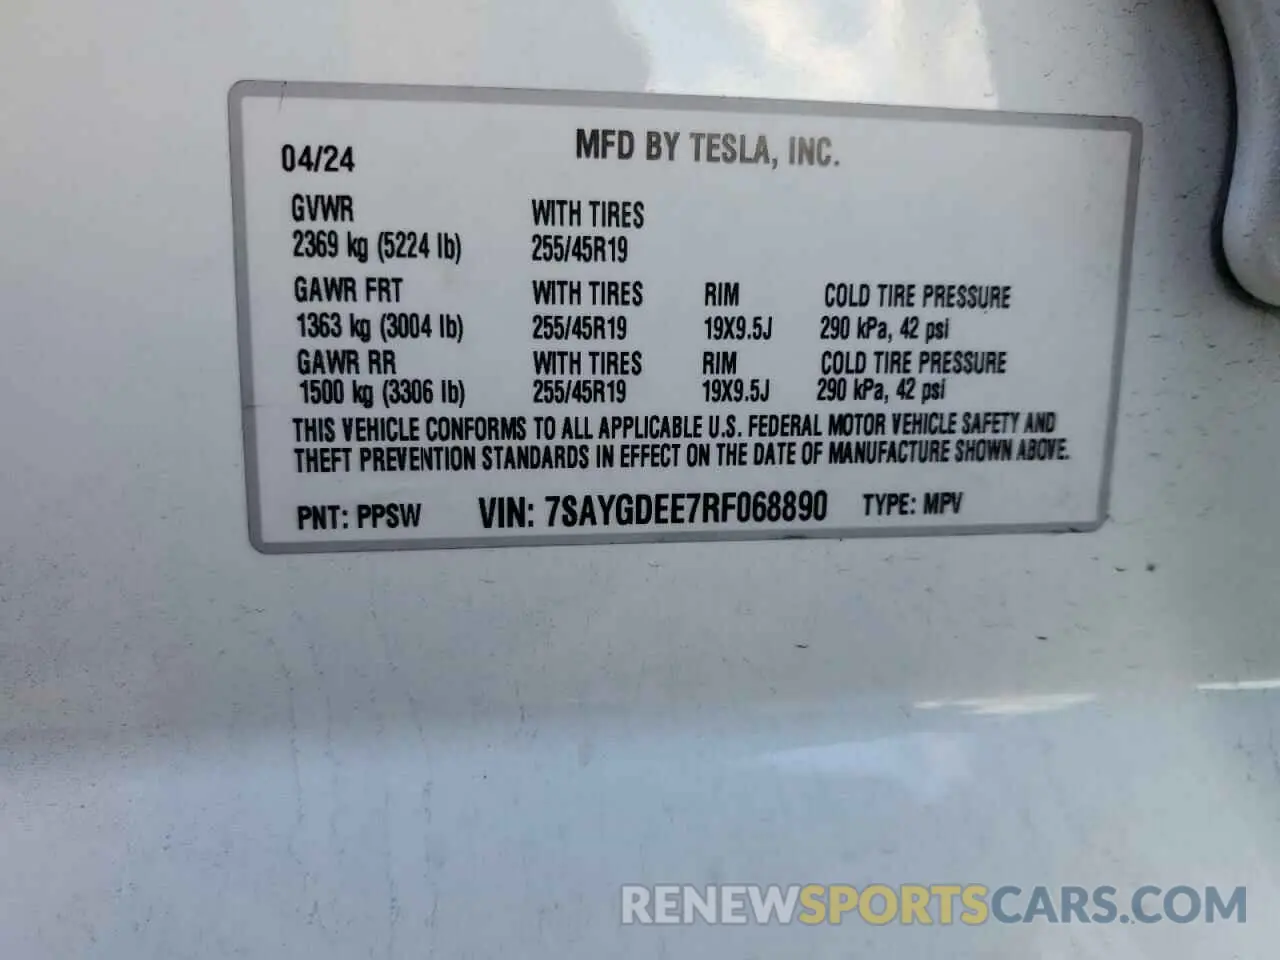 MFD BY TESLA, INC.
04/24
GVWR WITH TIRES
2369 kg (5224 lb) 255/45R19
GAWR FRT WITH TIRES RIM COLD TIRE PRESSURE
1363 kg (3004 lb) 255/45R19 19X9.5J 290 kPa, 42 psi
GAWR RR WITH TIRES RIM COLD TIRE PRESSURE
1500 kg (3306 lb) 255/45R19 19X9.5J 290 kPa, 42 psi
THIS VEHICLE CONFORMS TO ALL APPLICABLE U.S. FEDERAL MOTOR VEHICLE SAFETY AND
THEFT PREVENTION STANDARDS IN EFFECT ON THE DATE OF MANUFACTURE SHOWN ABOVE.
PNT: PPSW VIN: 7SAYGDEE7RF068890 TYPE: MPV
RENEWSPORTSCARS.COM